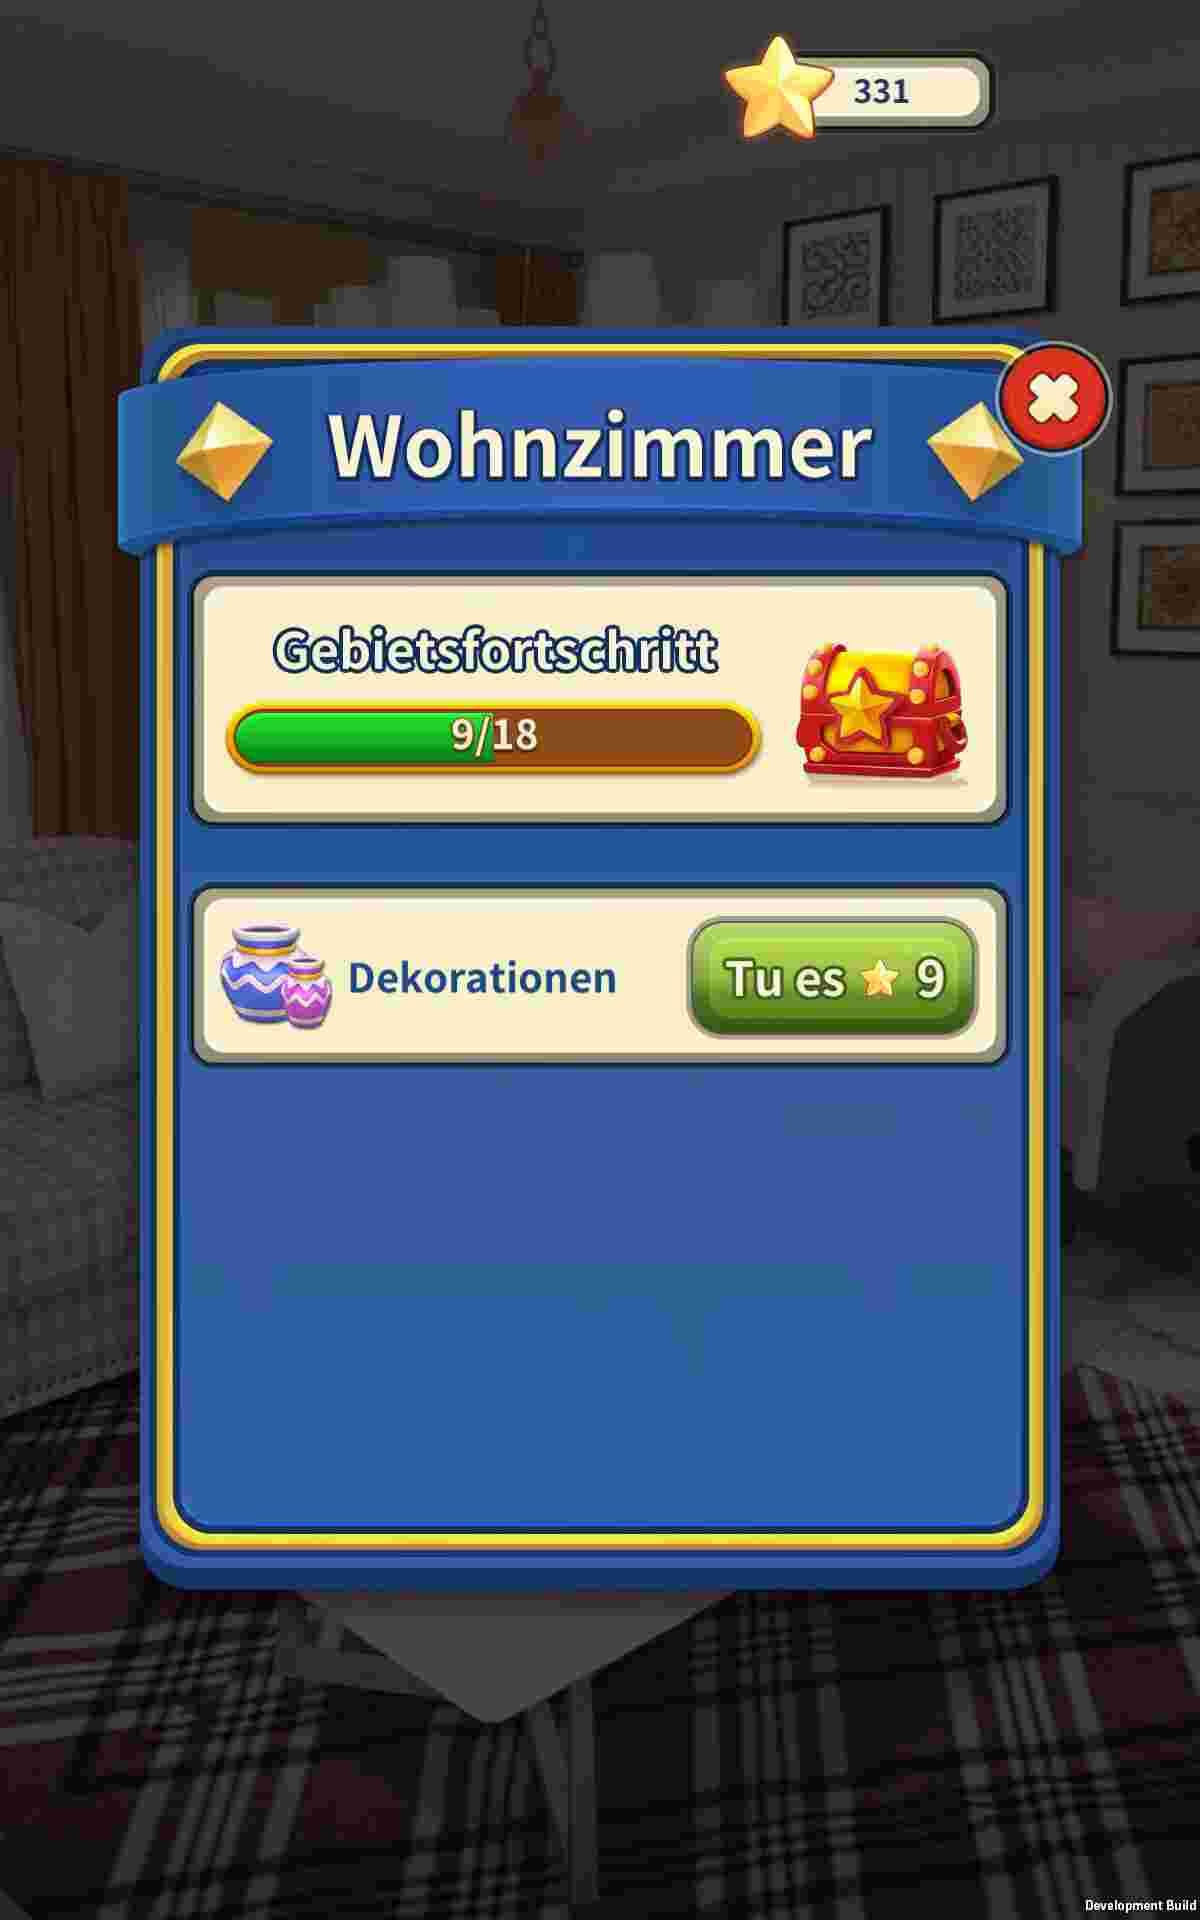 331
Wohnzimmer
Gebietsfortschritt
9/18
Dekorationen
Tu es 9
Development Build